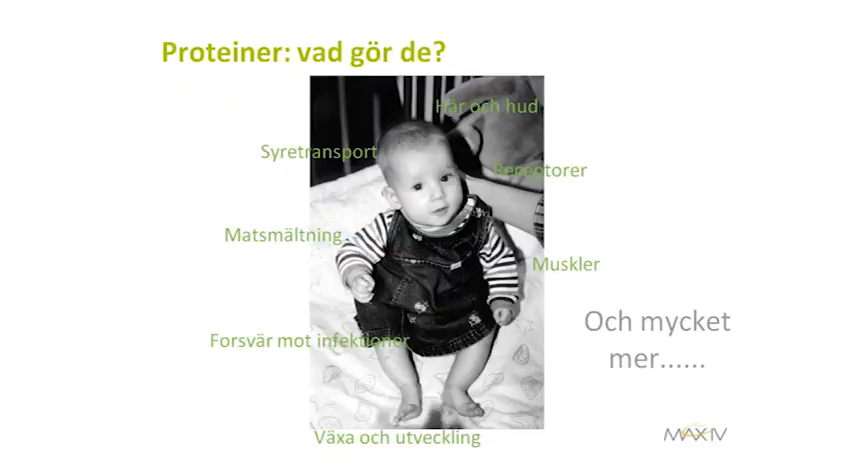 Proteiner: vad gör de?
Hår och hud
Syretransport
Receptorer
Matsmältning
Muskler
Och mycket
mer......
Forsvär mot infektioner
Växa och utveckling
MAX IV